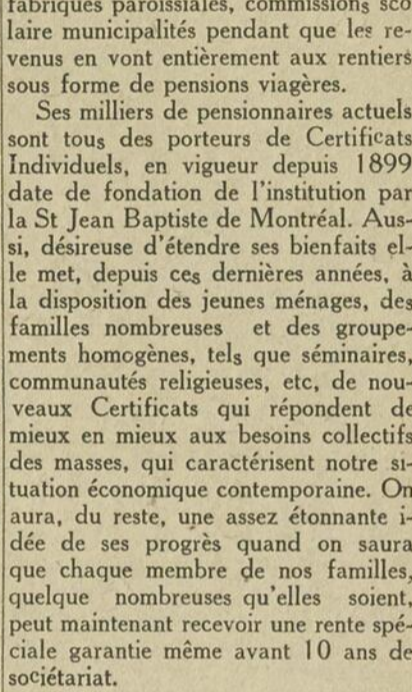 fabriques paroissiales, commissions sco
laire municipalités pendant que les re-
venus en vont entièrement aux rentiers
sous forme de pensions viagères.
Ses milliers de pensionnaires actuels
sont tous des porteurs de Certificats
Individuels, en vigueur depuis 1899
date de fondation de l'institution par
la St Jean Baptiste de Montréal. Aus-
si, désireuse d'étendre ses bienfaits el-
le met, depuis ces dernières années, à
la disposition des jeunes ménages, des
familles nombreuses et des groupe-
ments homogènes, tels que séminaires,
communautés religieuses, etc, de nou-
veaux Certificats qui répondent de
mieux en mieux aux besoins collectifs
des masses, qui caractérisent notre si-
tuation économique contemporaine. On
aura, du reste, une assez étonnante i-
dée de ses progrès quand on saura
que chaque membre de nos familles,
quelque nombreuses qu'elles soient,
peut maintenant recevoir une rente spé-
ciale garantie même avant 10 ans de
sociétariat.